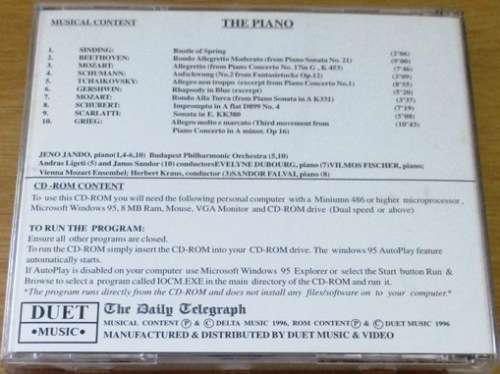 MUSICAL CONTENT THE PIANO
1. SINDING: Rustle of Spring (2'06)
2. BEETHOVEN: Rondo Allegretto Moderato (from Piano Sonata No. 21) (9'00)
3. MOZART: Allegretto (from Piano Concerto No. 17in G , K 453) (7'46)
4. SCHUMANN: Aufschwung (No.2 from Fantasiestucke Op.12) (3'09)
5. TCHAIKOVSKY: Allegro non troppo (excerpt from Piano Concerto No.1) (8'55)
6. GERSHWIN: Rhapsody in Blue (excerpt) (5'20)
7. MOZART: Rondo Alla Turca (from Piano Sonata in A K331) (3'37)
8. SCHUBERT: Impromptu in A flat D899 No. 4 (7'19)
9. SCARLATTI: Sonata in E, KK380 (5'08)
10. GRIEG: Allegro molto e marcato (Third movement from (10'43)
Piano Concerto in A minor, Op 16)
JENO JANDO, piano(1,4-6,10) Budapest Philharmonic Orchestra (5,10)
Andras Ligeti (5) and Janos Sandor (10) conductorsEVELYNE DUBOURG, piano (7)VILMOS FISCHER, piano;
Vienna Mozart Ensembel; Herbert Kraus, conductor (3)SANDOR FALVAI, piano (8)
CD -ROM CONTENT
To use this CD-ROM you will need the following personal computer with a Miniumn 486 or higher microprocessor ,
Microsoft Windows 95, 8 MB Ram, Mouse, VGA Monitor and CD-ROM drive (Dual speed or above)
TO RUN THE PROGRAM:
Ensure all other programs are closed.
To run the CD-ROM simply insert the CD-ROM into your CD-ROM drive. The windows 95 AutoPlay feature
automatically starts.
If AutoPlay is disabled on your computer use Microsoft Windows 95 Explorer or select the Start button Run &
Browse to select a program called IOCM.EXE in the main directory of the CD-ROM and run it.
*The program runs directly from the CD-ROM and does not install any files/software on to your computer.*
DUET
•MUSIC•
The Daily Telegraph
MUSICAL CONTENT Ⓟ & Ⓒ DELTA MUSIC 1996, ROM CONTENT Ⓟ & Ⓒ DUET MUSIC 1996
MANUFACTURED & DISTRIBUTED BY DUET MUSIC & VIDEO